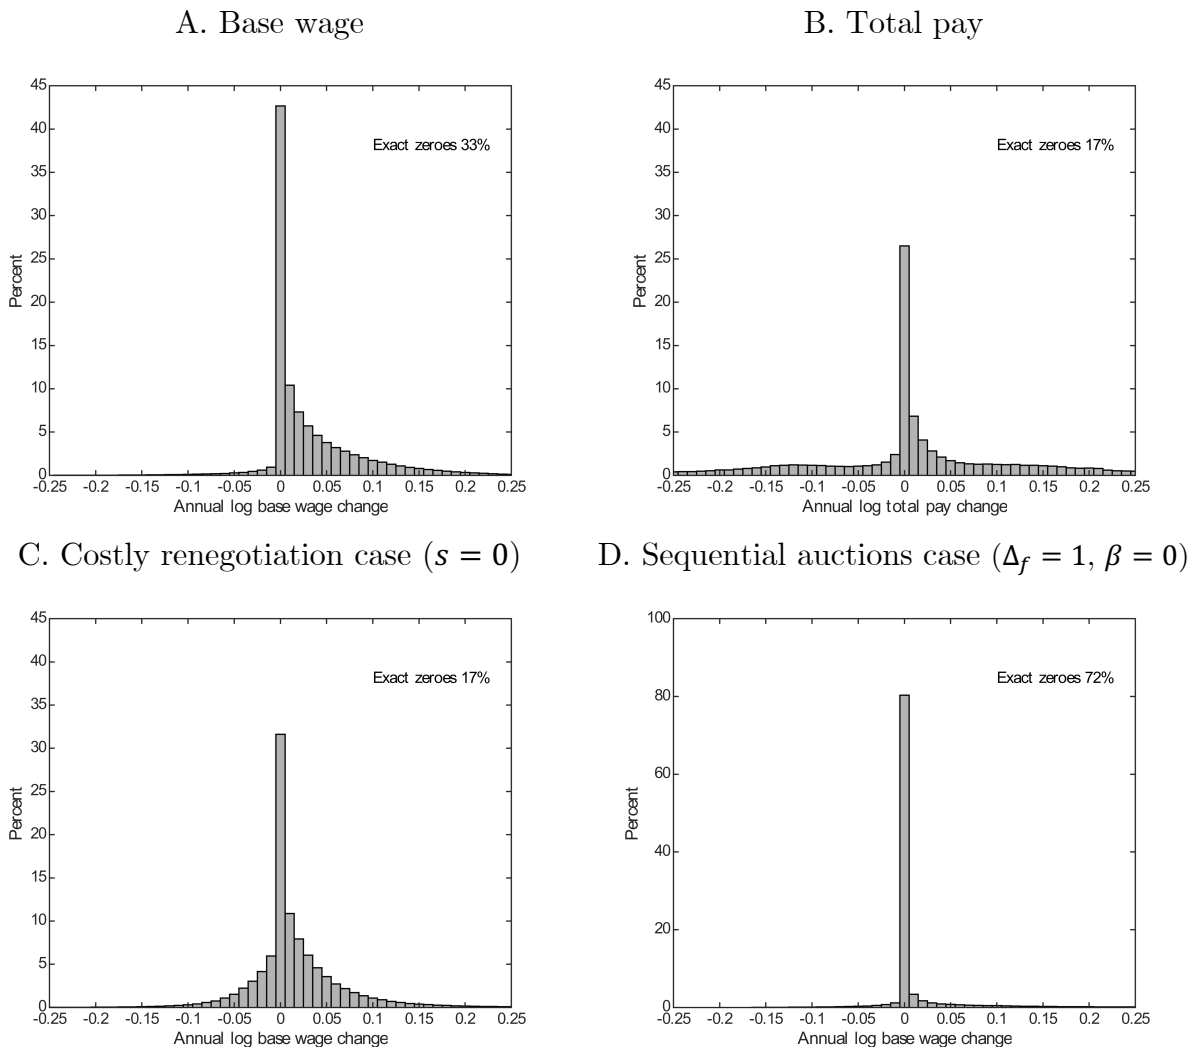 A. Base wage
B. Total pay
45
40
35
30
25
20
15
10
5
0
Percent
Exact zeroes 33%
-0.25 -0.2 -0.15 -0.1 -0.05 0 0.05 0.1 0.15 0.2 0.25
Annual log base wage change
45
40
35
30
25
20
15
10
5
0
Percent
Exact zeroes 17%
-0.25 -0.2 -0.15 -0.1 -0.05 0 0.05 0.1 0.15 0.2 0.25
Annual log total pay change
C. Costly renegotiation case (s = 0)
D. Sequential auctions case (Δf = 1, β = 0)
45
40
35
30
25
20
15
10
5
0
Percent
Exact zeroes 17%
-0.25 -0.2 -0.15 -0.1 -0.05 0 0.05 0.1 0.15 0.2 0.25
Annual log base wage change
100
80
60
40
20
0
Percent
Exact zeroes 72%
-0.25 -0.2 -0.15 -0.1 -0.05 0 0.05 0.1 0.15 0.2 0.25
Annual log base wage change